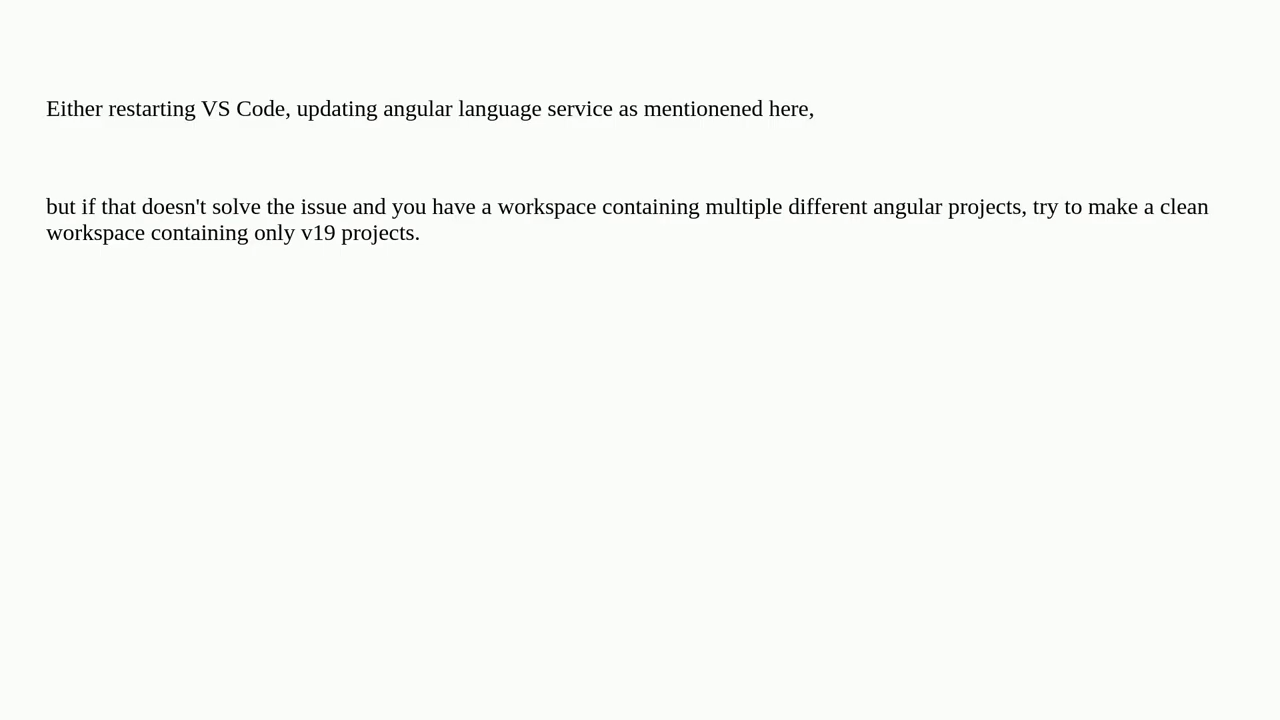 Either restarting VS Code, updating angular language service as mentionened here,
but if that doesn't solve the issue and you have a workspace containing multiple different angular projects, try to make a clean
workspace containing only v19 projects.